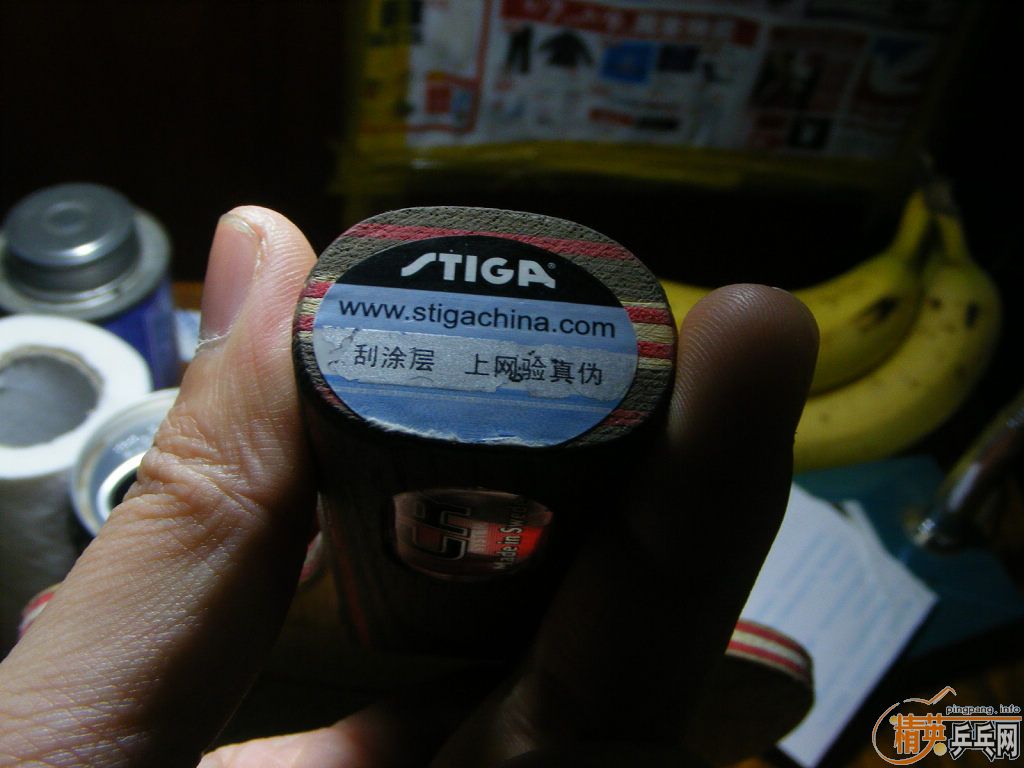 STIGA
www.stigachina.com
刮涂层 上网验真伪
Made in Swede
pingpang.info
精英乒乓网